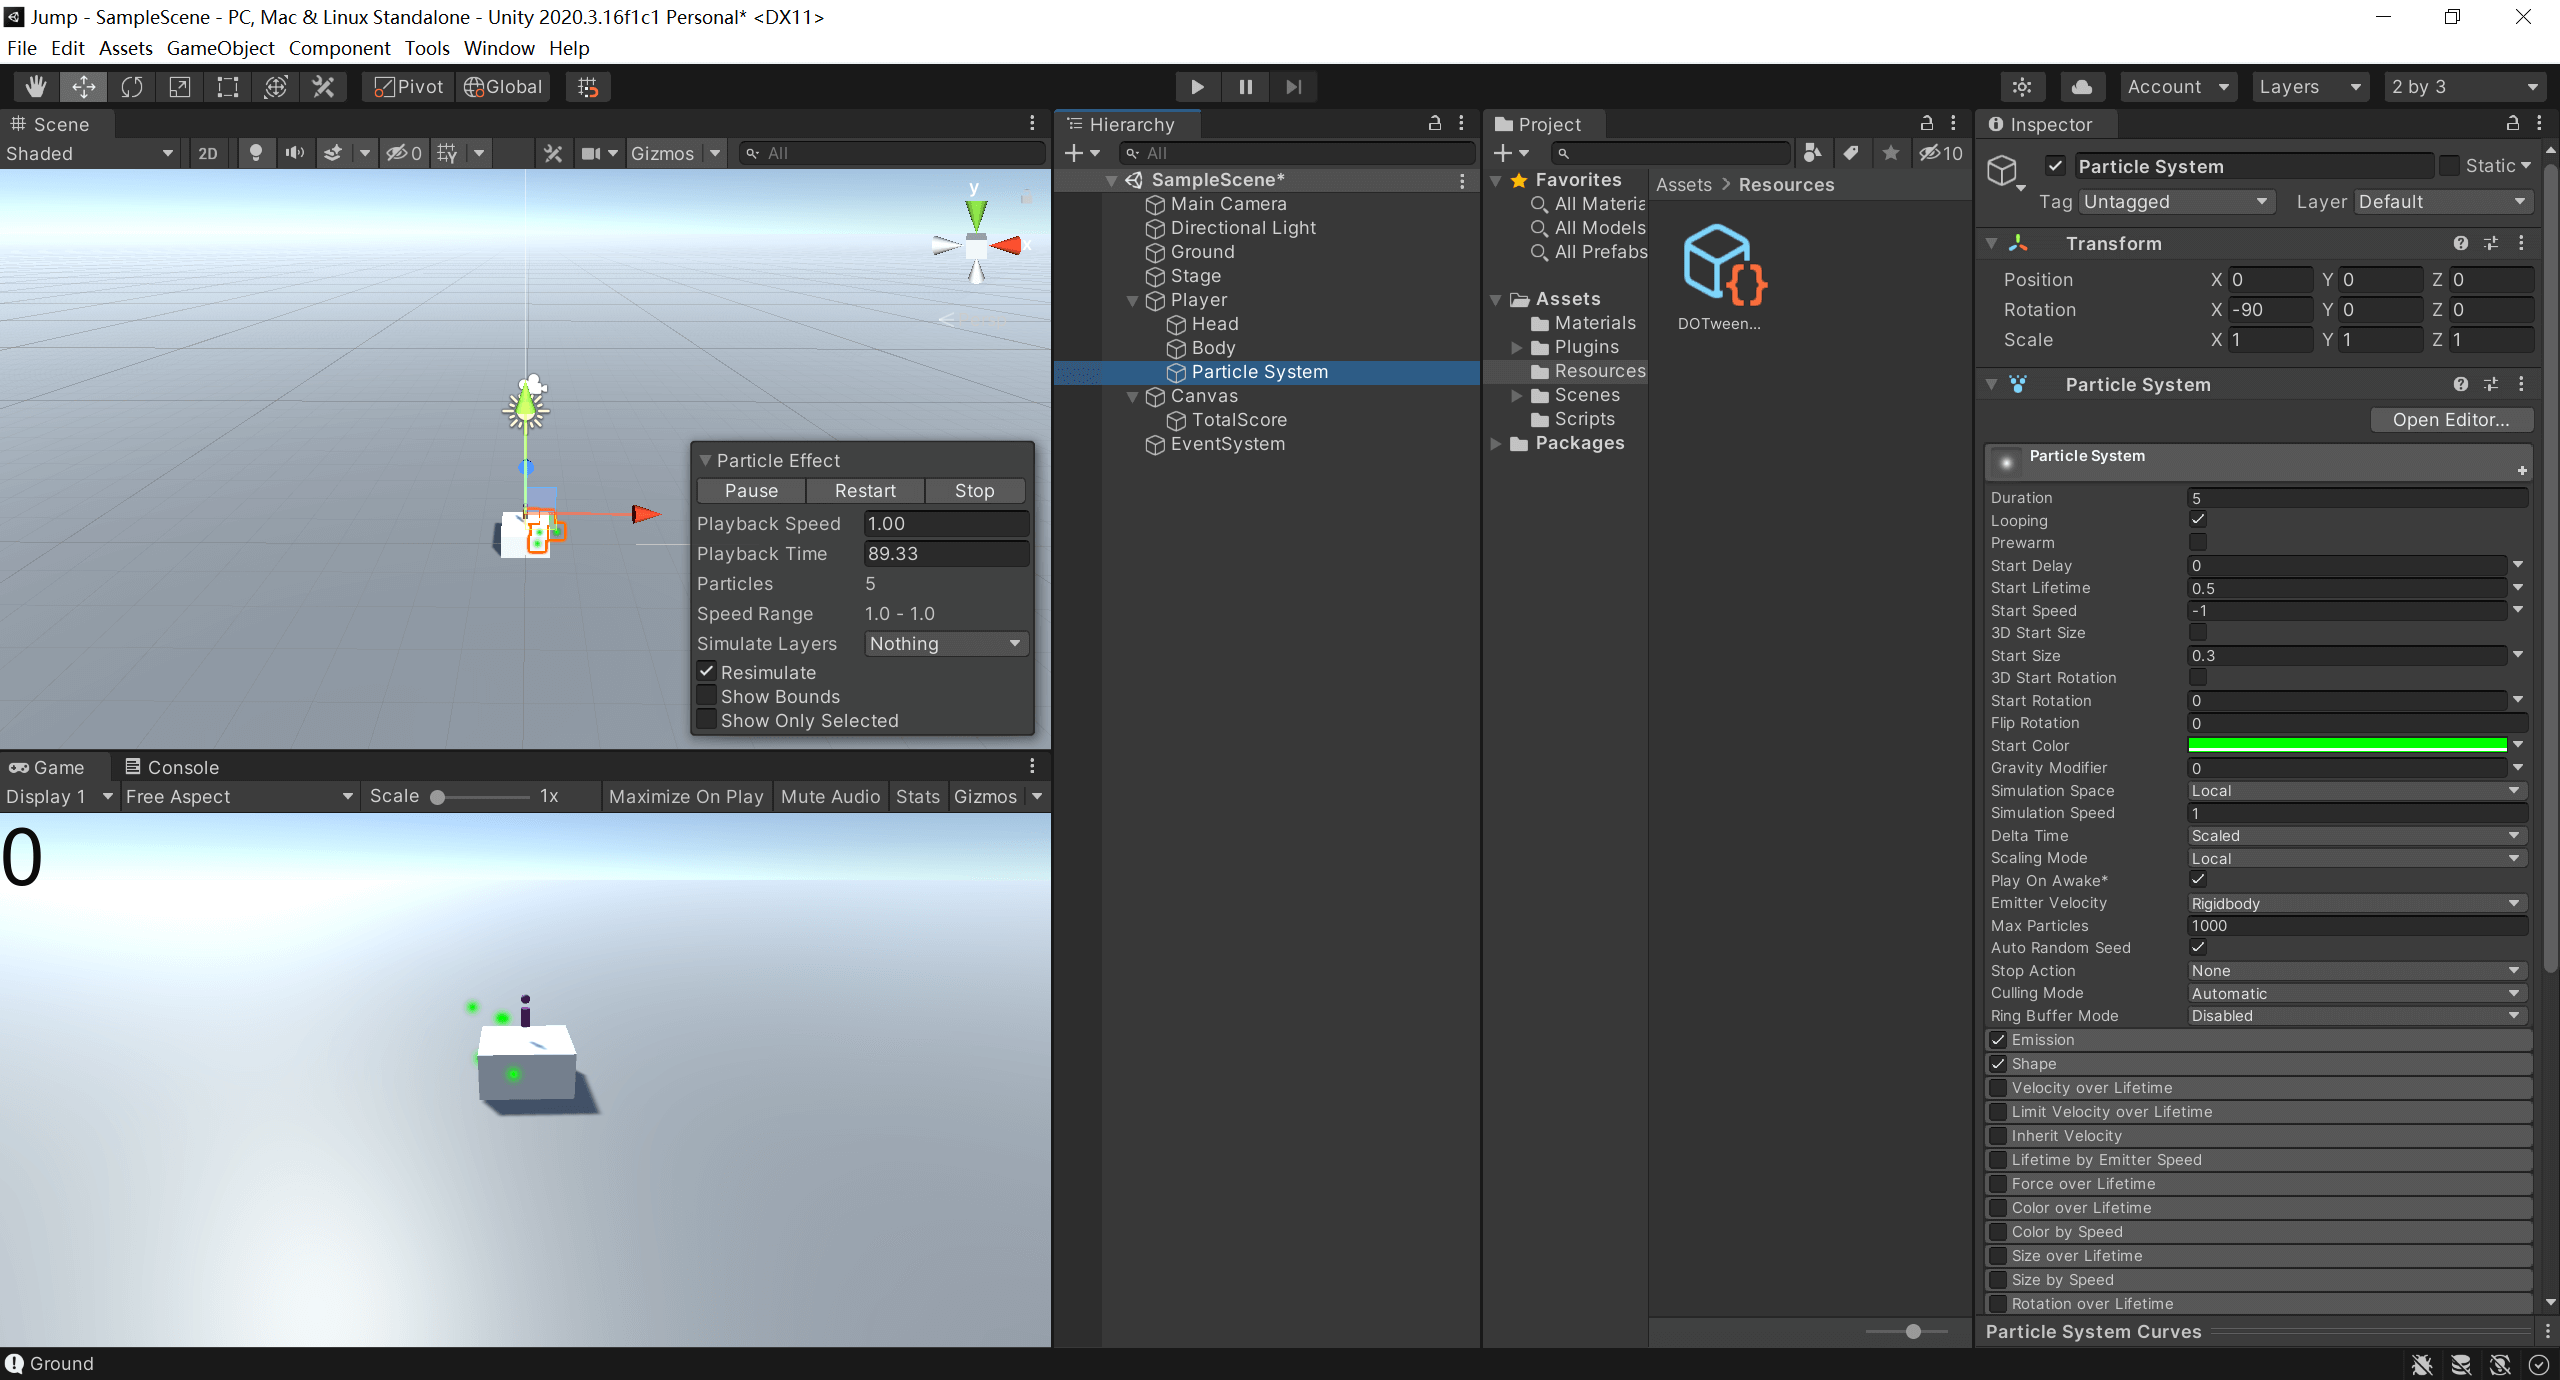 Jump - SampleScene - PC, Mac & Linux Standalone - Unity 2020.3.16f1c1 Personal* <DX11>
File Edit Assets GameObject Component Tools Window Help
Pivot Global Account Layers 2 by 3
Scene
Shaded 2D 0 Gizmos All
y
x
Particle Effect
Pause Restart Stop
Playback Speed 1.00
Playback Time 89.33
Particles 5
Speed Range 1.0 - 1.0
Simulate Layers Nothing
Resimulate
Show Bounds
Show Only Selected
Game Console
Display 1 Free Aspect Scale 1x Maximize On Play Mute Audio Stats Gizmos
0
Hierarchy
All
SampleScene*
Main Camera
Directional Light
Ground
Stage
Player
Head
Body
Particle System
Canvas
TotalScore
EventSystem
Project
10
Favorites
All Materia
All Models
All Prefabs
Assets
Materials
Plugins
Resources
Scenes
Scripts
Packages
Assets > Resources
DOTween...
Inspector
Particle System Static
Tag Untagged Layer Default
Transform
Position X 0 Y 0 Z 0
Rotation X -90 Y 0 Z 0
Scale X 1 Y 1 Z 1
Particle System
Open Editor...
Particle System
Duration 5
Looping
Prewarm
Start Delay 0
Start Lifetime 0.5
Start Speed -1
3D Start Size
Start Size 0.3
3D Start Rotation
Start Rotation 0
Flip Rotation 0
Start Color
Gravity Modifier 0
Simulation Space Local
Simulation Speed 1
Delta Time Scaled
Scaling Mode Local
Play On Awake*
Emitter Velocity Rigidbody
Max Particles 1000
Auto Random Seed
Stop Action None
Culling Mode Automatic
Ring Buffer Mode Disabled
Emission
Shape
Velocity over Lifetime
Limit Velocity over Lifetime
Inherit Velocity
Lifetime by Emitter Speed
Force over Lifetime
Color over Lifetime
Color by Speed
Size over Lifetime
Size by Speed
Rotation over Lifetime
Particle System Curves
Ground